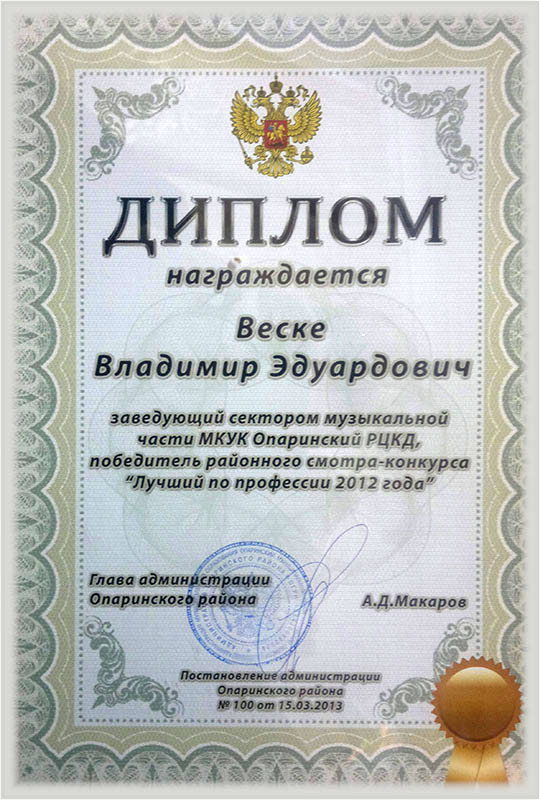 ДИПЛОМ
награждается
Веске
Владимир Эдуардович
заведующий сектором музыкальной
части МКУК Опаринский РЦКД,
победитель районного смотра-конкурса
“Лучший по профессии 2012 года”
Глава администрации
Опаринского района
А.Д.Макаров
Постановление администрации
Опаринского района
№ 100 от 15.03.2013